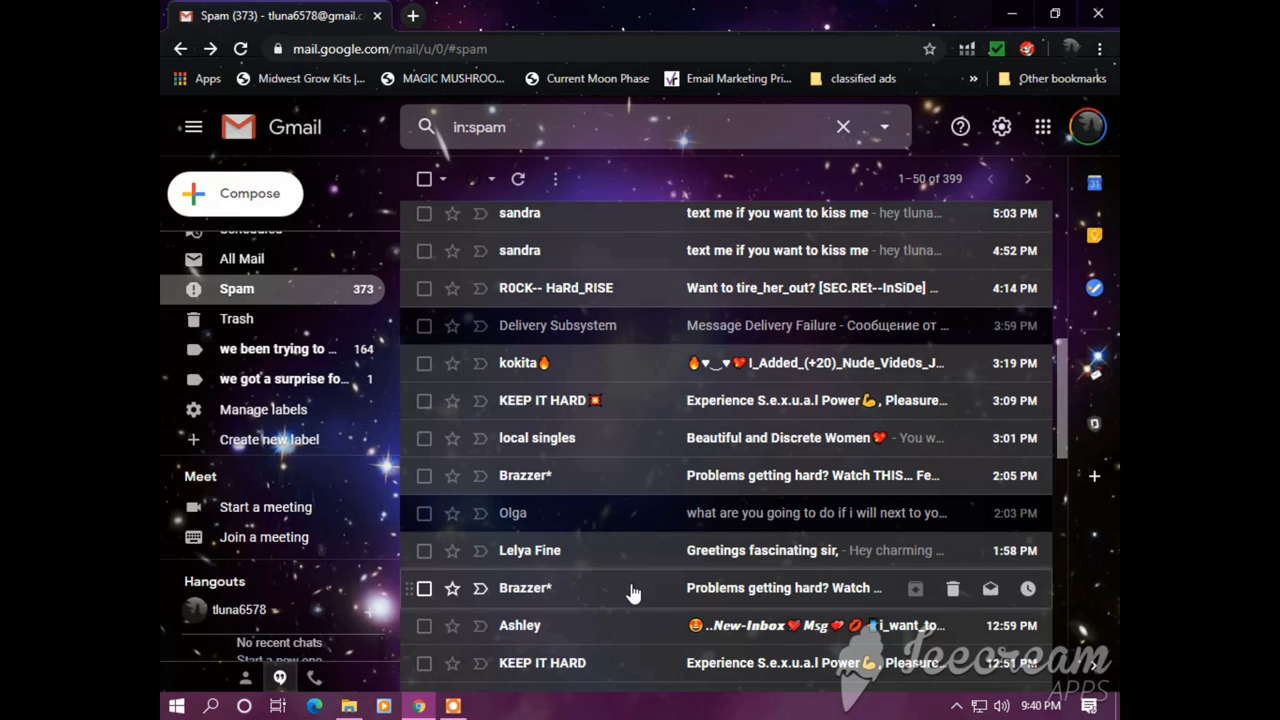 Spam (373) - tluna6578@gmail.c
mail.google.com/mail/u/0/#spam
Apps
Midwest Grow Kits |...
MAGIC MUSHROO...
Current Moon Phase
Email Marketing Pri...
classified ads
»
Other bookmarks
Gmail
in:spam
Compose
1–50 of 399
31
Scheduled
All Mail
Spam 373
Trash
we been trying to ... 164
we got a surprise fo... 1
Manage labels
Create new label
Meet
Start a meeting
Join a meeting
Hangouts
tluna6578
No recent chats
Start a new one
sandra text me if you want to kiss me - hey tluna... 5:03 PM
sandra text me if you want to kiss me - hey tluna... 4:52 PM
R0CK-- HaRd_RISE Want to tire_her_out? [SEC.REt--InSiDe] ... 4:14 PM
Delivery Subsystem Message Delivery Failure - Сообщение от ... 3:59 PM
kokita🔥 🔥♥‿♥💖I_Added_(+20)_Nude_Vide0s_J... 3:19 PM
KEEP IT HARD💥 Experience S.e.x.u.a.l Power💪, Pleasure... 3:09 PM
local singles Beautiful and Discrete Women💖 - You w... 3:01 PM
Brazzer* Problems getting hard? Watch THIS... Fe... 2:05 PM
Olga what are you going to do if i will next to yo... 2:03 PM
Lelya Fine Greetings fascinating sir, - Hey charming ... 1:58 PM
Brazzer* Problems getting hard? Watch ...
Ashley 🤩..New-Inbox💖Msg💋 i_want_to... 12:59 PM
KEEP IT HARD Experience S.e.x.u.a.l Power💪, Pleasure... 12:51 PM
Icecream
APPS
9:40 PM